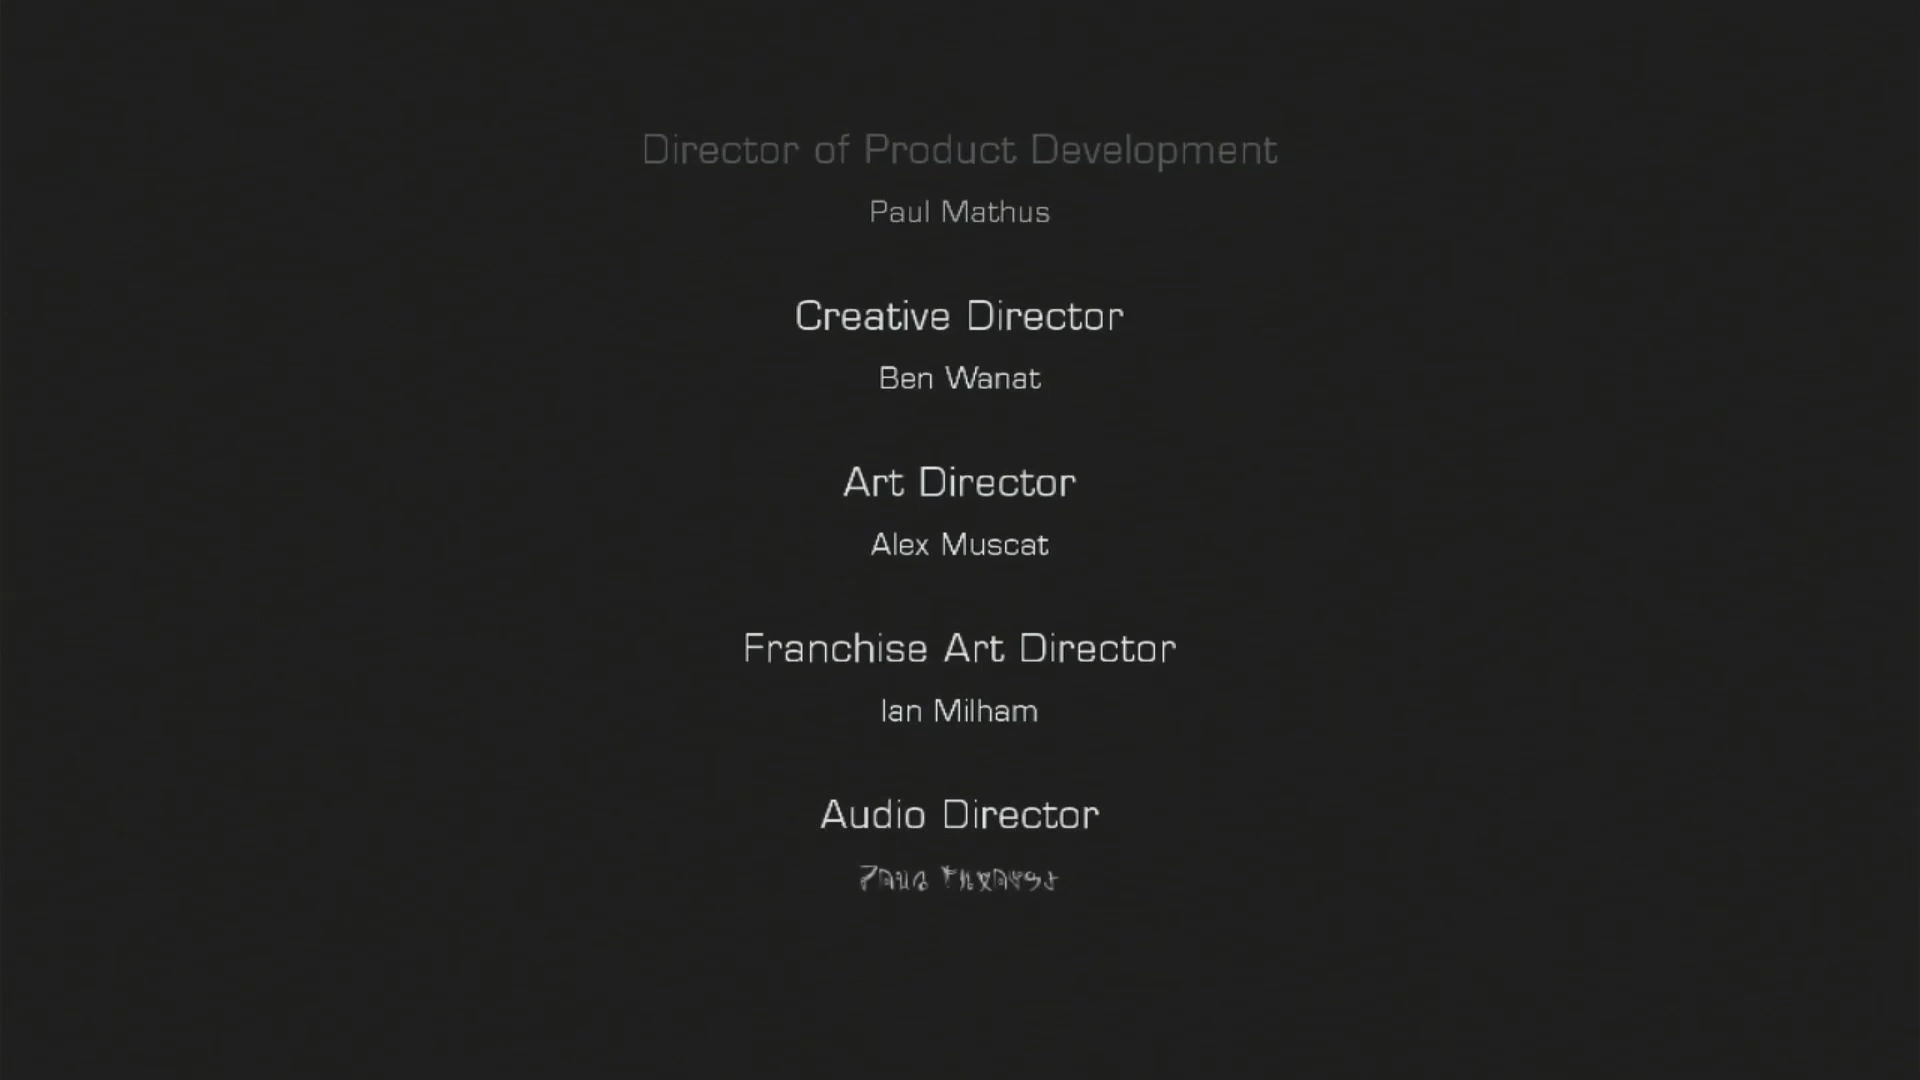 Director of Product Development
Paul Mathus
Creative Director
Ben Wanat
Art Director
Alex Muscat
Franchise Art Director
Ian Milham
Audio Director